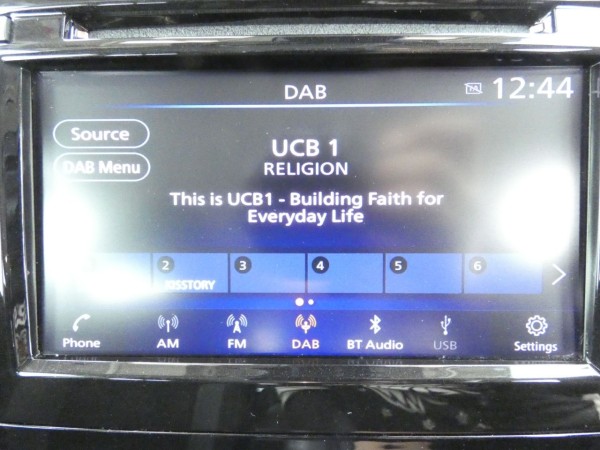 DAB
12:44
Source
DAB Menu
UCB 1
RELIGION
This is UCB1 - Building Faith for
Everyday Life
2 3 4 5 6
KISSTORY
Phone AM FM DAB BT Audio USB Settings